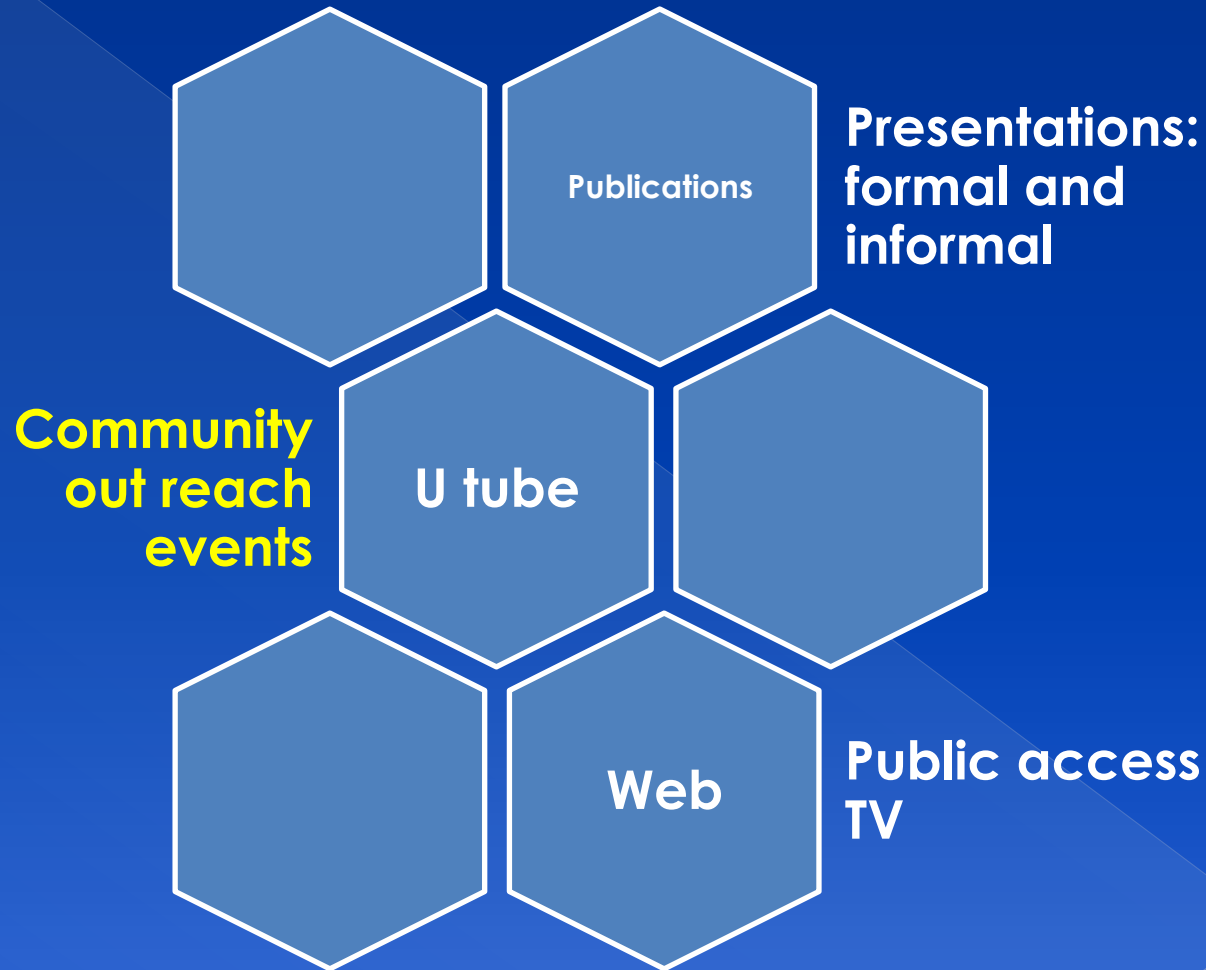 Publications
Presentations:
formal and
informal
Community
out reach
events
U tube
Web
Public access
TV